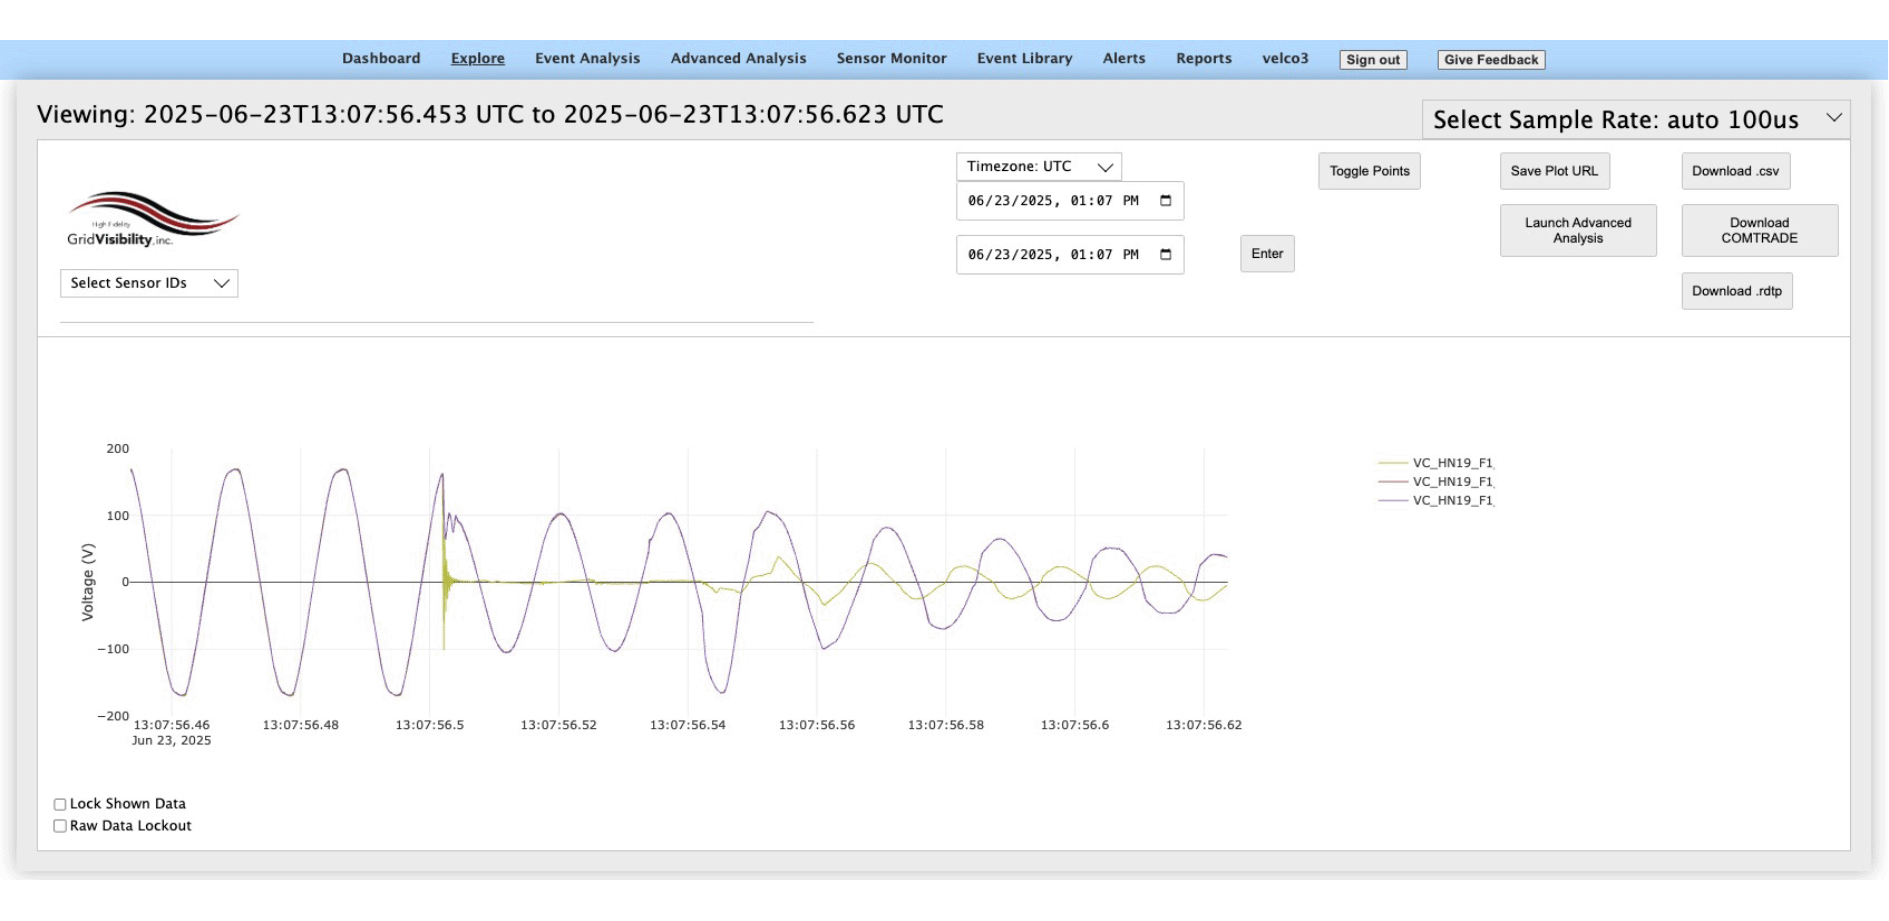 Dashboard Explore Event Analysis Advanced Analysis Sensor Monitor Event Library Alerts Reports velco3 Sign out Give Feedback
Viewing: 2025-06-23T13:07:56.453 UTC to 2025-06-23T13:07:56.623 UTC
Select Sample Rate: auto 100us
Timezone: UTC
Toggle Points
Save Plot URL
Download .csv
06/23/2025, 01:07 PM
High Fidelity
GridVisibility,inc.
Launch Advanced
Analysis
Download
COMTRADE
06/23/2025, 01:07 PM
Enter
Select Sensor IDs
Download .rdtp
200
100
0
−100
−200
Voltage (V)
VC_HN19_F1
VC_HN19_F1
VC_HN19_F1
13:07:56.46 13:07:56.48 13:07:56.5 13:07:56.52 13:07:56.54 13:07:56.56 13:07:56.58 13:07:56.6 13:07:56.62
Jun 23, 2025
Lock Shown Data
Raw Data Lockout